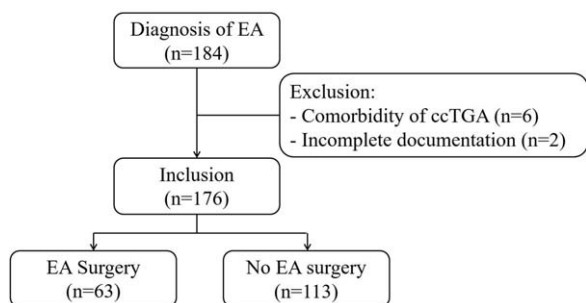 Diagnosis of EA
(n=184)
Exclusion:
- Comorbidity of ccTGA (n=6)
- Incomplete documentation (n=2)
Inclusion
(n=176)
EA Surgery
(n=63)
No EA surgery
(n=113)